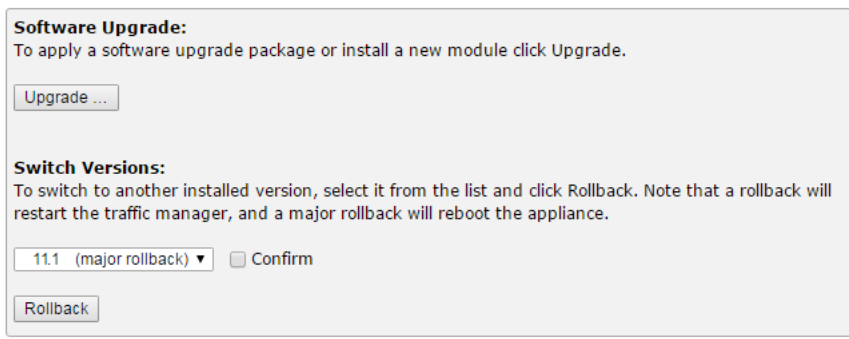 Software Upgrade:
To apply a software upgrade package or install a new module click Upgrade.
Upgrade ...
Switch Versions:
To switch to another installed version, select it from the list and click Rollback. Note that a rollback will
restart the traffic manager, and a major rollback will reboot the appliance.
11.1 (major rollback) ▼ Confirm
Rollback